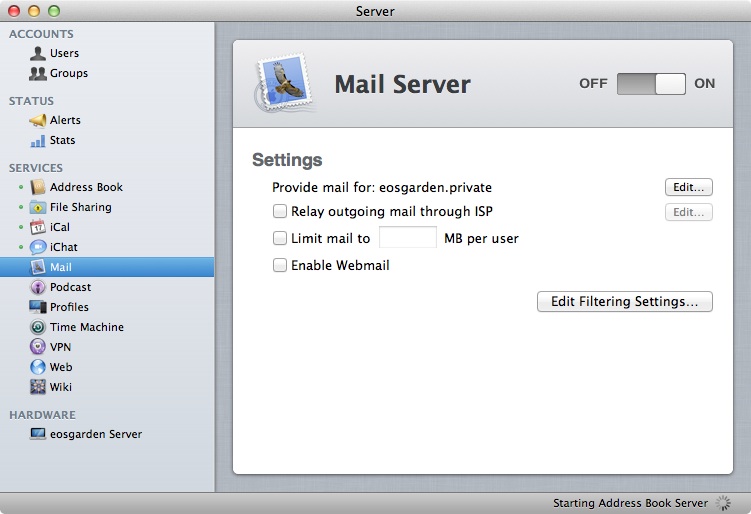 Server
ACCOUNTS
Users
Groups
STATUS
Alerts
Stats
SERVICES
Address Book
File Sharing
iCal
iChat
Mail
Podcast
Profiles
Time Machine
VPN
Web
Wiki
HARDWARE
eosgarden Server
Mail Server
OFF ON
Settings
Provide mail for: eosgarden.private Edit...
Relay outgoing mail through ISP Edit...
Limit mail to MB per user
Enable Webmail
Edit Filtering Settings...
Starting Address Book Server